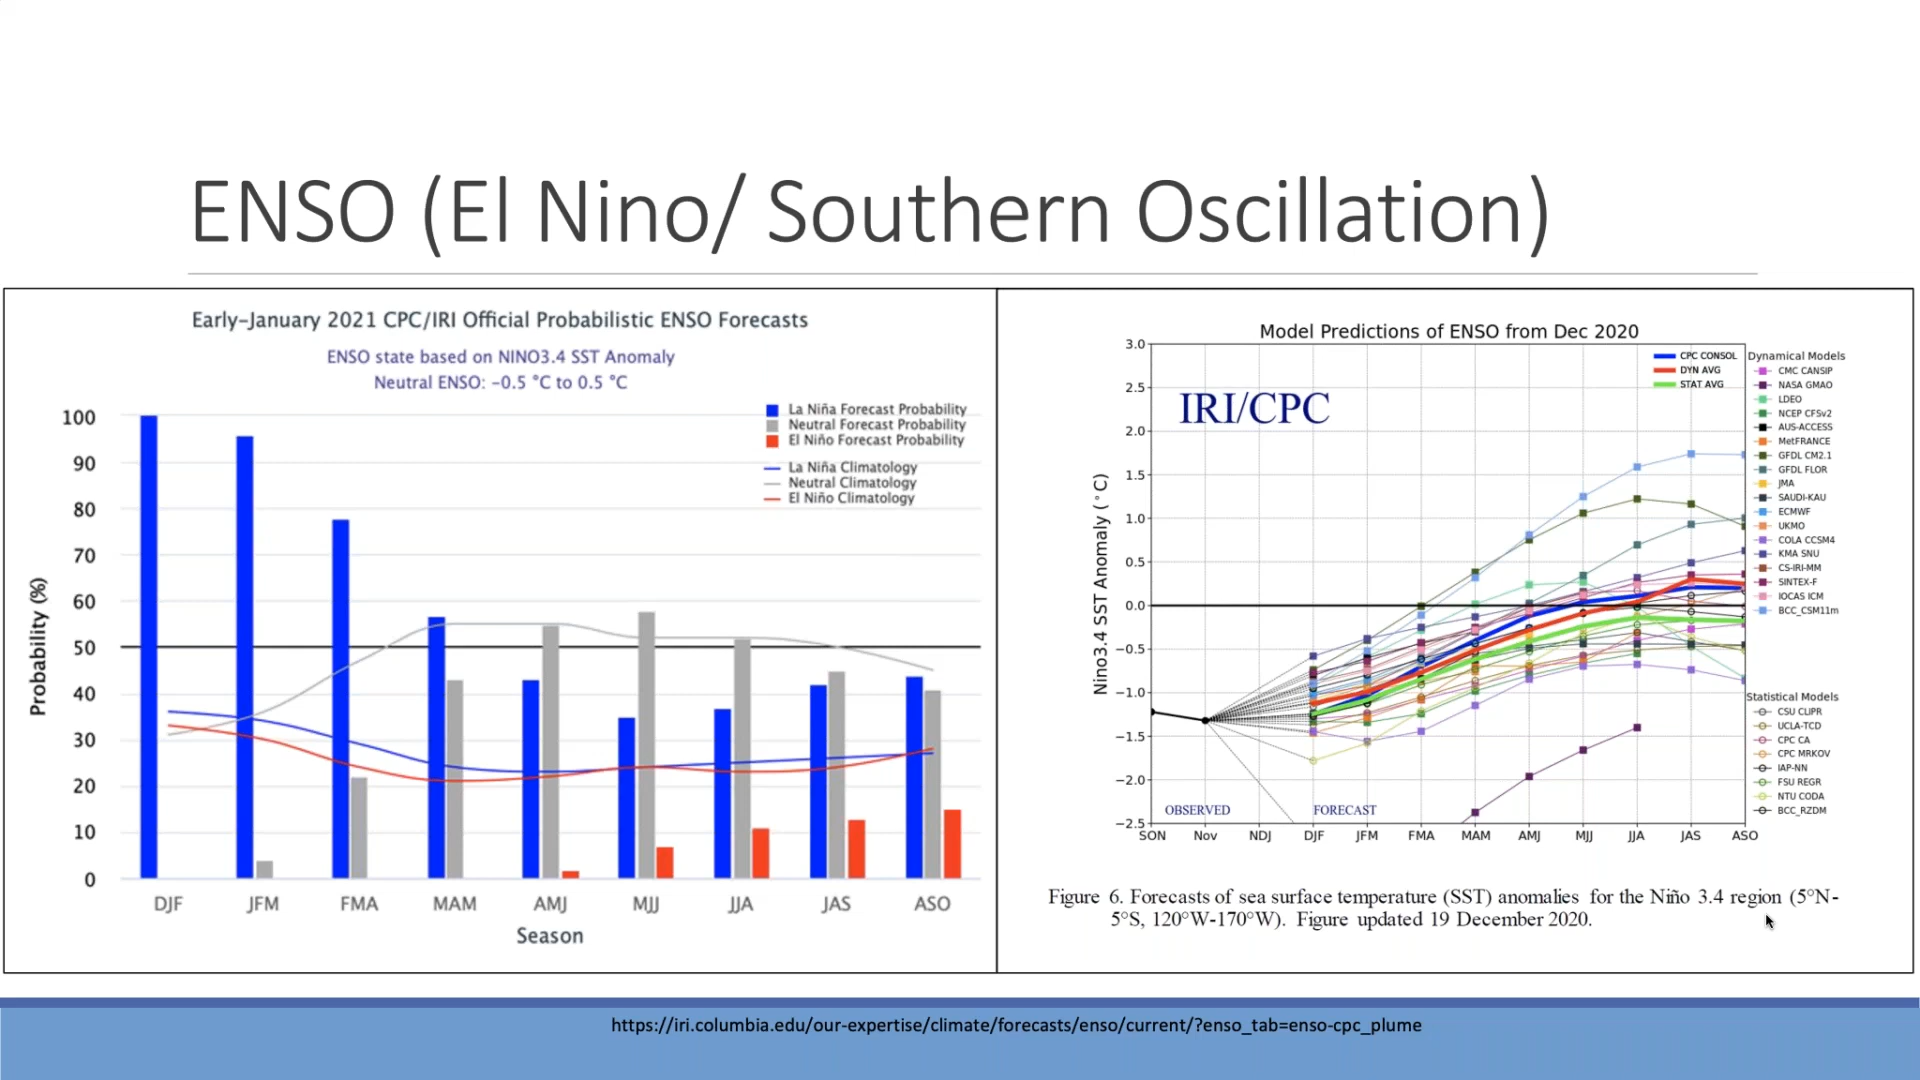 ENSO (El Nino/ Southern Oscillation)
Early-January 2021 CPC/IRI Official Probabilistic ENSO Forecasts
ENSO state based on NINO3.4 SST Anomaly
Neutral ENSO: -0.5 °C to 0.5 °C
La Niña Forecast Probability
Neutral Forecast Probability
El Niño Forecast Probability
La Niña Climatology
Neutral Climatology
El Niño Climatology
Probability (%)
100
90
80
70
60
50
40
30
20
10
0
DJF JFM FMA MAM AMJ MJJ JJA JAS ASO
Season
Model Predictions of ENSO from Dec 2020
IRI/CPC
CPC CONSOL
DYN AVG
STAT AVG
Nino3.4 SST Anomaly (°C)
3.0
2.5
2.0
1.5
1.0
0.5
0.0
−0.5
−1.0
−1.5
−2.0
−2.5
OBSERVED FORECAST
SON Nov NDJ DJF JFM FMA MAM AMJ MJJ JJA JAS ASO
Dynamical Models
CMC CANSIP
NASA GMAO
LDEO
NCEP CFSv2
AUS-ACCESS
MetFRANCE
GFDL CM2.1
GFDL FLOR
JMA
SAUDI-KAU
ECMWF
UKMO
COLA CCSM4
KMA SNU
CS-IRI-MM
SINTEX-F
IOCAS ICM
BCC_CSM11m
Statistical Models
CSU CLIPR
UCLA-TCD
CPC CA
CPC MRKOV
IAP-NN
FSU REGR
NTU CODA
BCC_RZDM
Figure 6. Forecasts of sea surface temperature (SST) anomalies for the Niño 3.4 region (5°N-
5°S, 120°W-170°W). Figure updated 19 December 2020.
https://iri.columbia.edu/our-expertise/climate/forecasts/enso/current/?enso_tab=enso-cpc_plume